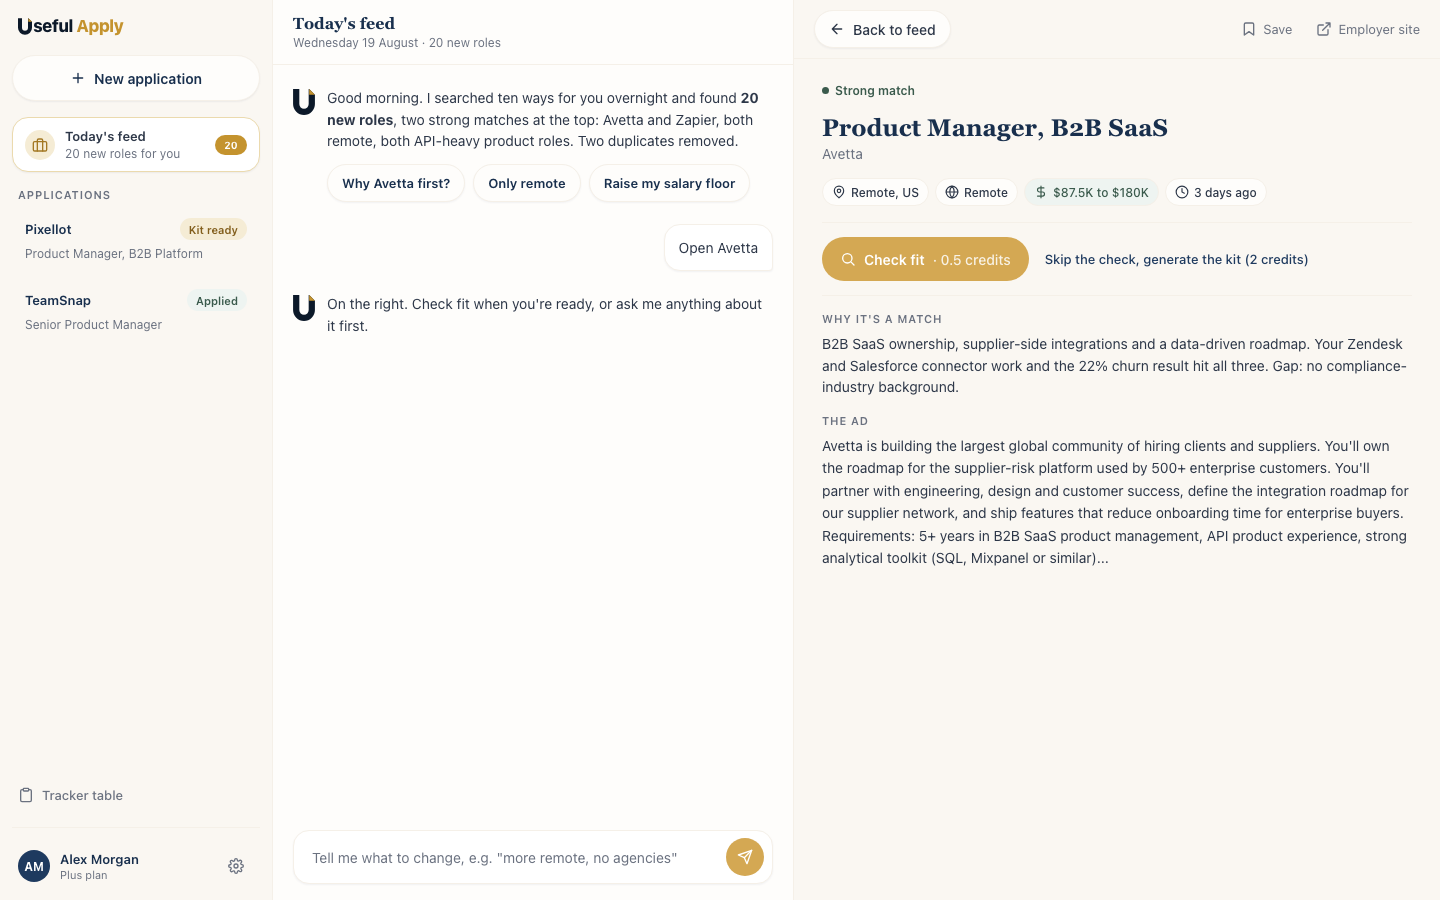 Useful Apply
New application
Today's feed
20 new roles for you
20
APPLICATIONS
Pixellot
Kit ready
Product Manager, B2B Platform
TeamSnap
Applied
Senior Product Manager
Tracker table
AM
Alex Morgan
Plus plan
Today's feed
Wednesday 19 August · 20 new roles
Good morning. I searched ten ways for you overnight and found 20
new roles, two strong matches at the top: Avetta and Zapier, both
remote, both API-heavy product roles. Two duplicates removed.
Why Avetta first?
Only remote
Raise my salary floor
Open Avetta
On the right. Check fit when you're ready, or ask me anything about
it first.
Tell me what to change, e.g. "more remote, no agencies"
Back to feed
Save
Employer site
Strong match
Product Manager, B2B SaaS
Avetta
Remote, US
Remote
$87.5K to $180K
3 days ago
Check fit · 0.5 credits
Skip the check, generate the kit (2 credits)
WHY IT'S A MATCH
B2B SaaS ownership, supplier-side integrations and a data-driven roadmap. Your Zendesk
and Salesforce connector work and the 22% churn result hit all three. Gap: no compliance-
industry background.
THE AD
Avetta is building the largest global community of hiring clients and suppliers. You'll own
the roadmap for the supplier-risk platform used by 500+ enterprise customers. You'll
partner with engineering, design and customer success, define the integration roadmap for
our supplier network, and ship features that reduce onboarding time for enterprise buyers.
Requirements: 5+ years in B2B SaaS product management, API product experience, strong
analytical toolkit (SQL, Mixpanel or similar)...